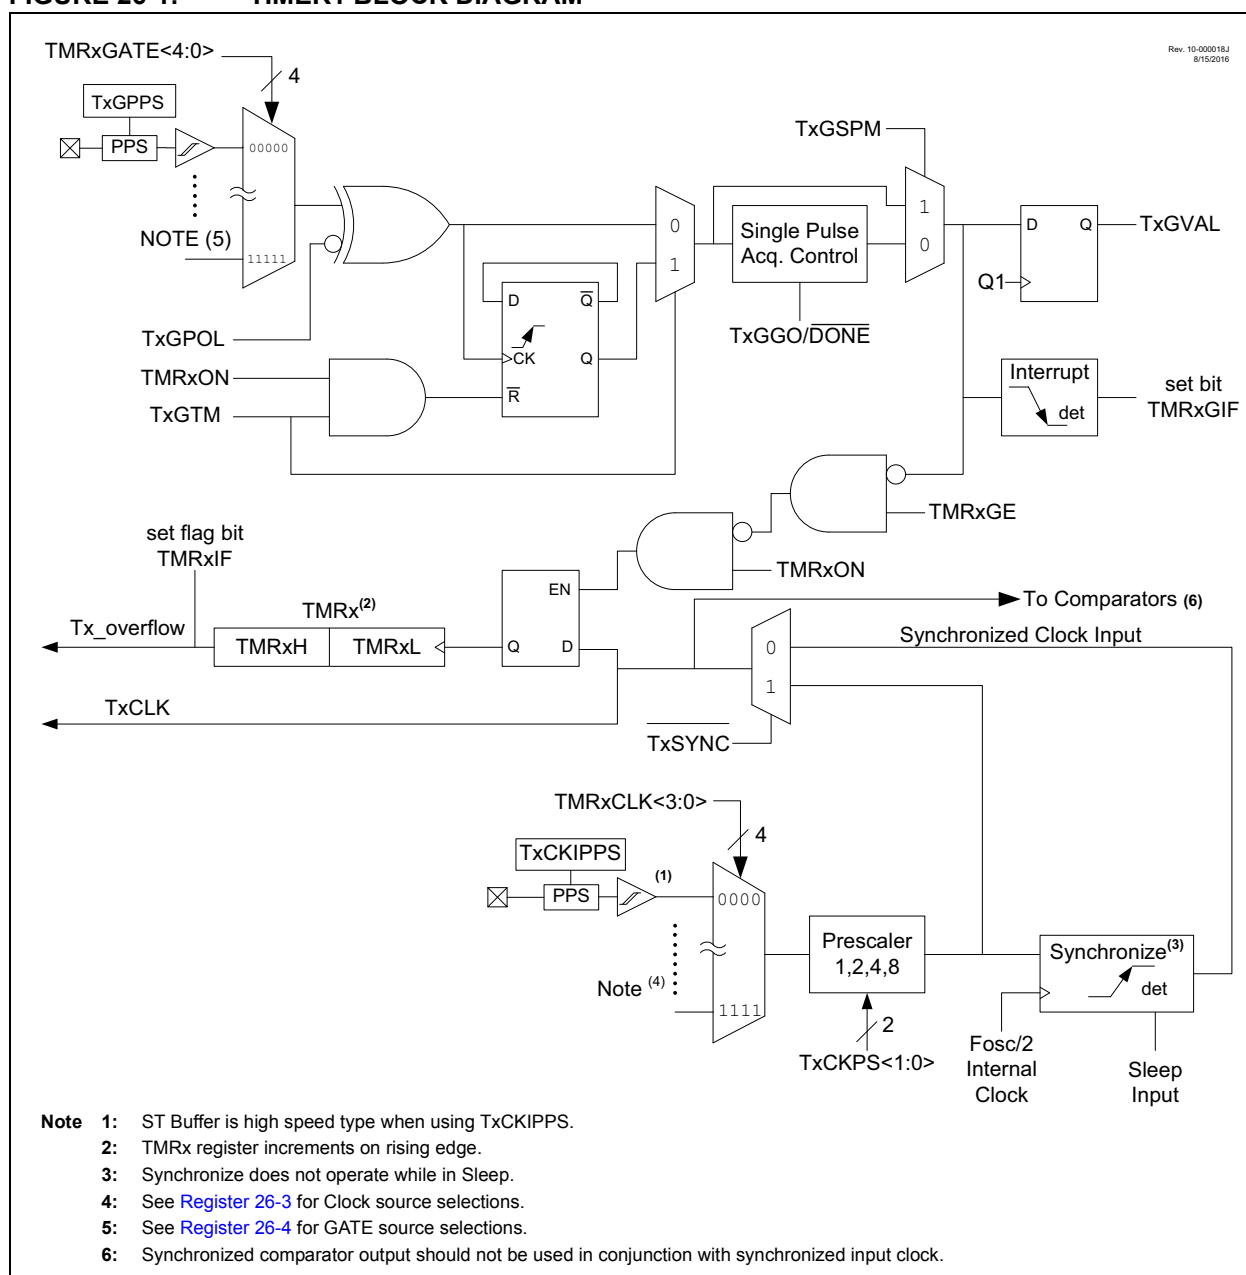 FIGURE 26-1: TIMER1 BLOCK DIAGRAM
Rev. 10-000018J
8/15/2016
TMRxGATE<4:0>
4
TxGPPS
PPS
00000
NOTE (5)
11111
TxGPOL
TMRxON
TxGTM
D
Q
CK
Q
R
0
1
TxGSPM
Single Pulse
Acq. Control
TxGGO/DONE
1
0
D
Q
TxGVAL
Q1
Interrupt
det
set bit
TMRxGIF
TMRxGE
TMRxON
set flag bit
TMRxIF
Tx_overflow
TMRx(2)
TMRxH
TMRxL
EN
Q
D
TxCLK
To Comparators (6)
Synchronized Clock Input
0
1
TxSYNC
TMRxCLK<3:0>
4
TxCKIPPS
PPS
(1)
0000
Note (4)
1111
Prescaler
1,2,4,8
2
TxCKPS<1:0>
Synchronize(3)
det
Fosc/2
Internal
Clock
Sleep
Input
Note 1: ST Buffer is high speed type when using TxCKIPPS.
2: TMRx register increments on rising edge.
3: Synchronize does not operate while in Sleep.
4: See Register 26-3 for Clock source selections.
5: See Register 26-4 for GATE source selections.
6: Synchronized comparator output should not be used in conjunction with synchronized input clock.